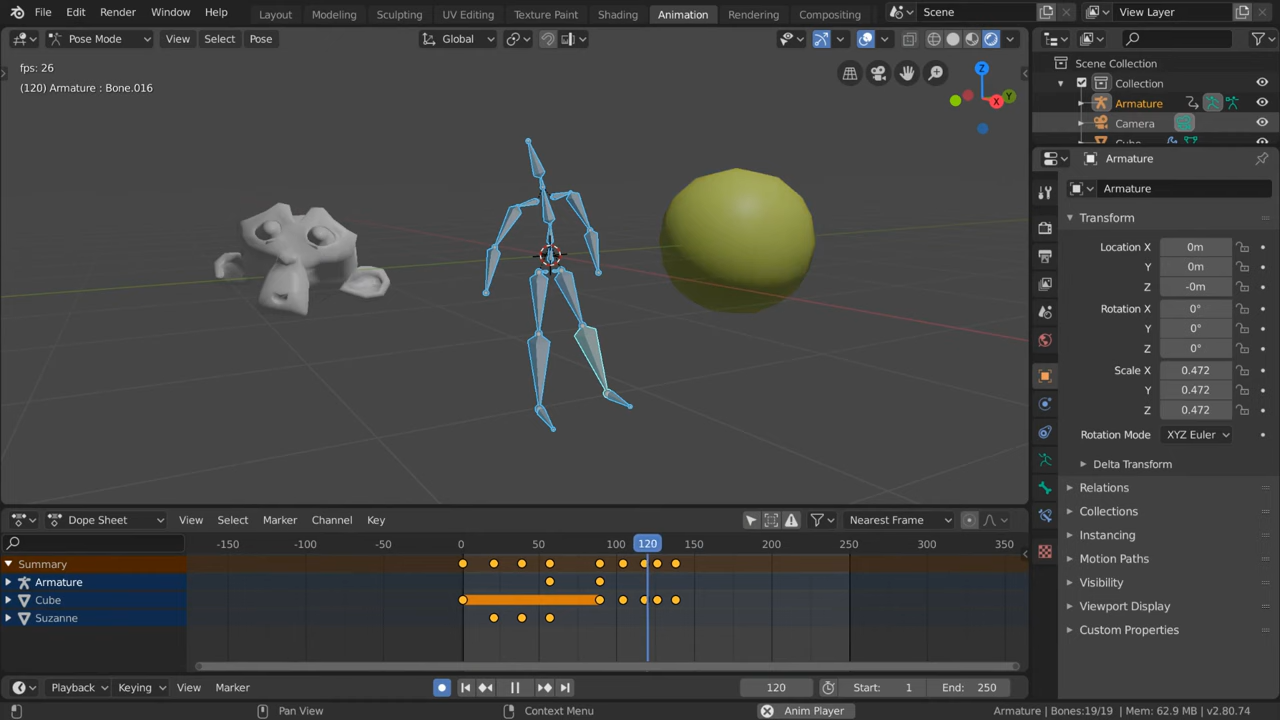 File Edit Render Window Help Layout Modeling Sculpting UV Editing Texture Paint Shading Animation Rendering Compositing Scene View Layer
Pose Mode View Select Pose Global
fps: 26
(120) Armature : Bone.016
Z
X
Y
Scene Collection
Collection
Armature
Camera
Cube
Armature
Armature
Transform
Location X 0m
Y 0m
Z -0m
Rotation X 0°
Y 0°
Z 0°
Scale X 0.472
Y 0.472
Z 0.472
Rotation Mode XYZ Euler
Delta Transform
Relations
Collections
Instancing
Motion Paths
Visibility
Viewport Display
Custom Properties
Dope Sheet View Select Marker Channel Key Nearest Frame
-150 -100 -50 0 50 100 120 150 200 250 300 350
Summary
Armature
Cube
Suzanne
Playback Keying View Marker 120 Start: 1 End: 250
Pan View Context Menu Anim Player Armature | Bones:19/19 | Mem: 62.9 MB | v2.80.74